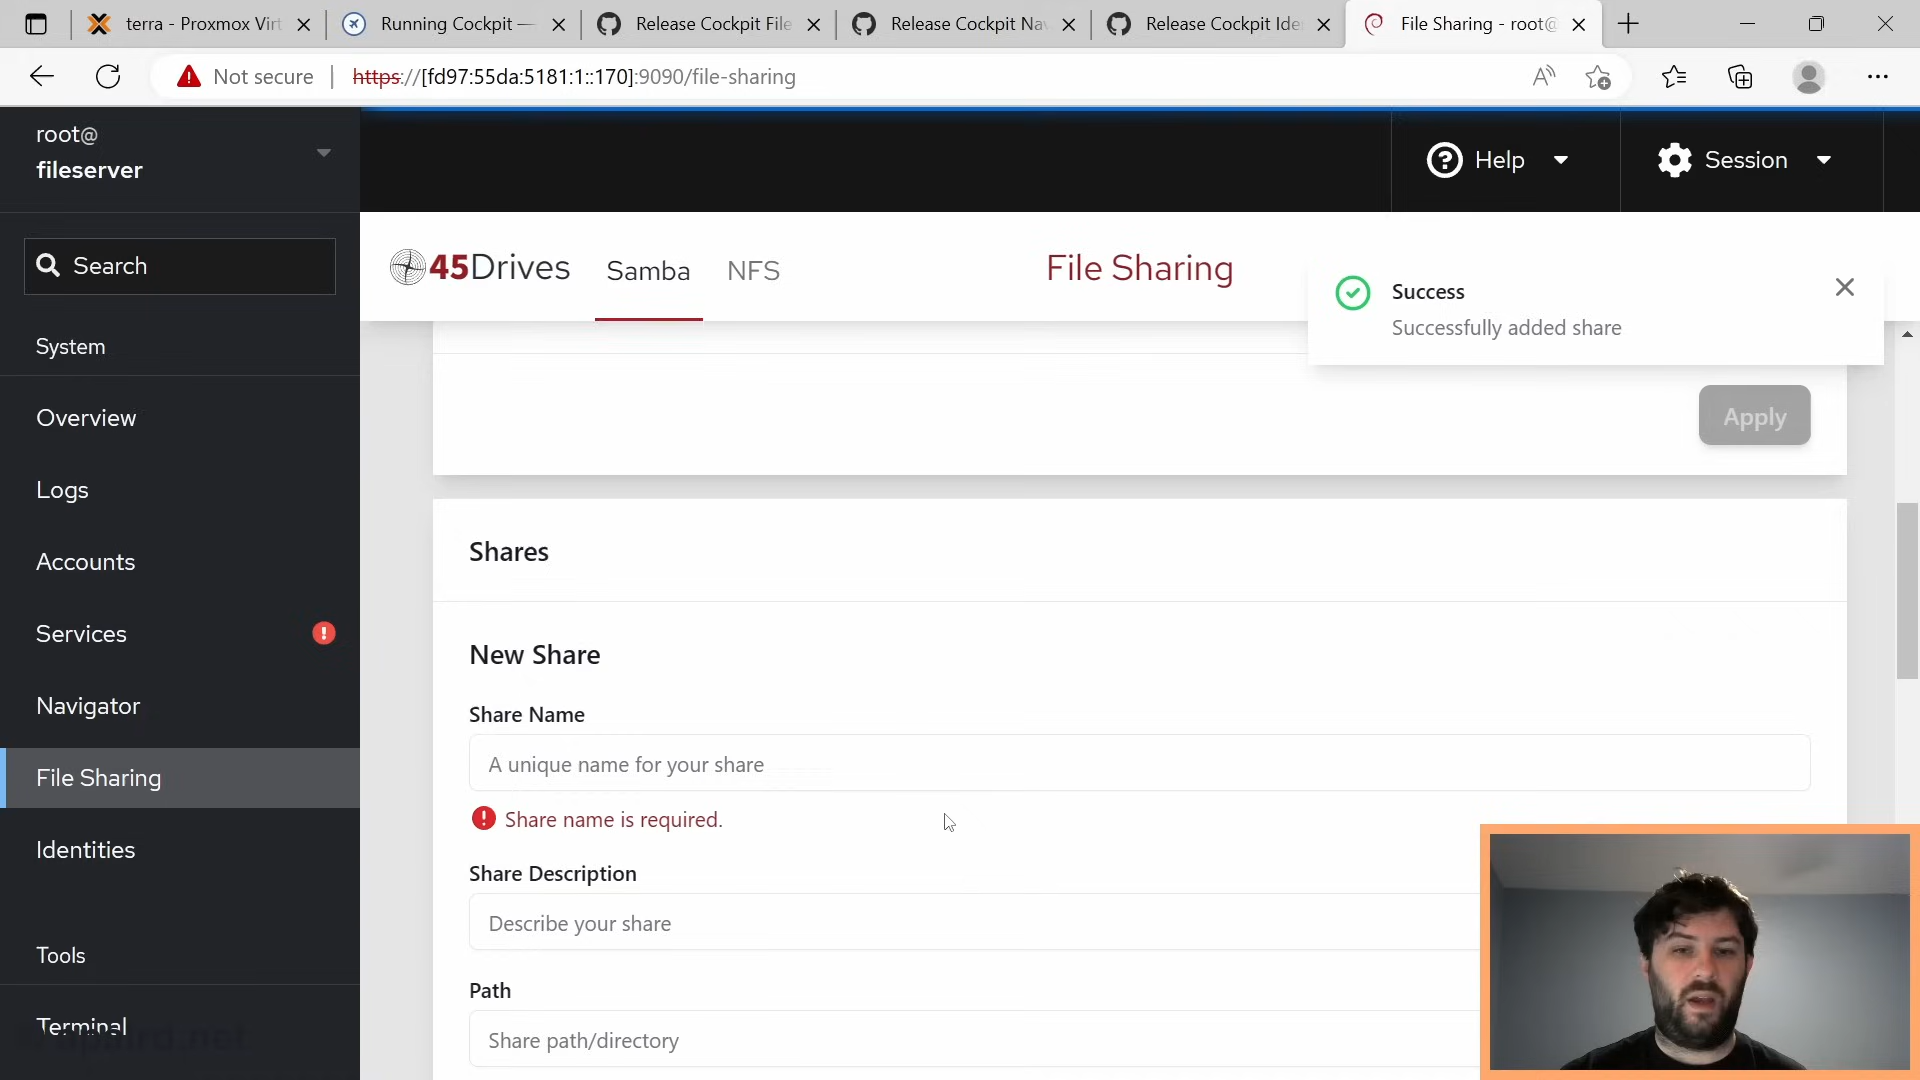 terra - Proxmox Virt
Running Cockpit —
Release Cockpit File
Release Cockpit Na
Release Cockpit Ide
File Sharing - root@
Not secure
https://[fd97:55da:5181:1::170]:9090/file-sharing
root@
fileserver
Help
Session
Search
45Drives
Samba
NFS
File Sharing
Success
Successfully added share
System
Overview
Apply
Logs
Shares
Accounts
Services
New Share
Navigator
Share Name
A unique name for your share
File Sharing
Share name is required.
Identities
Share Description
Describe your share
Tools
Path
Terminal
Share path/directory